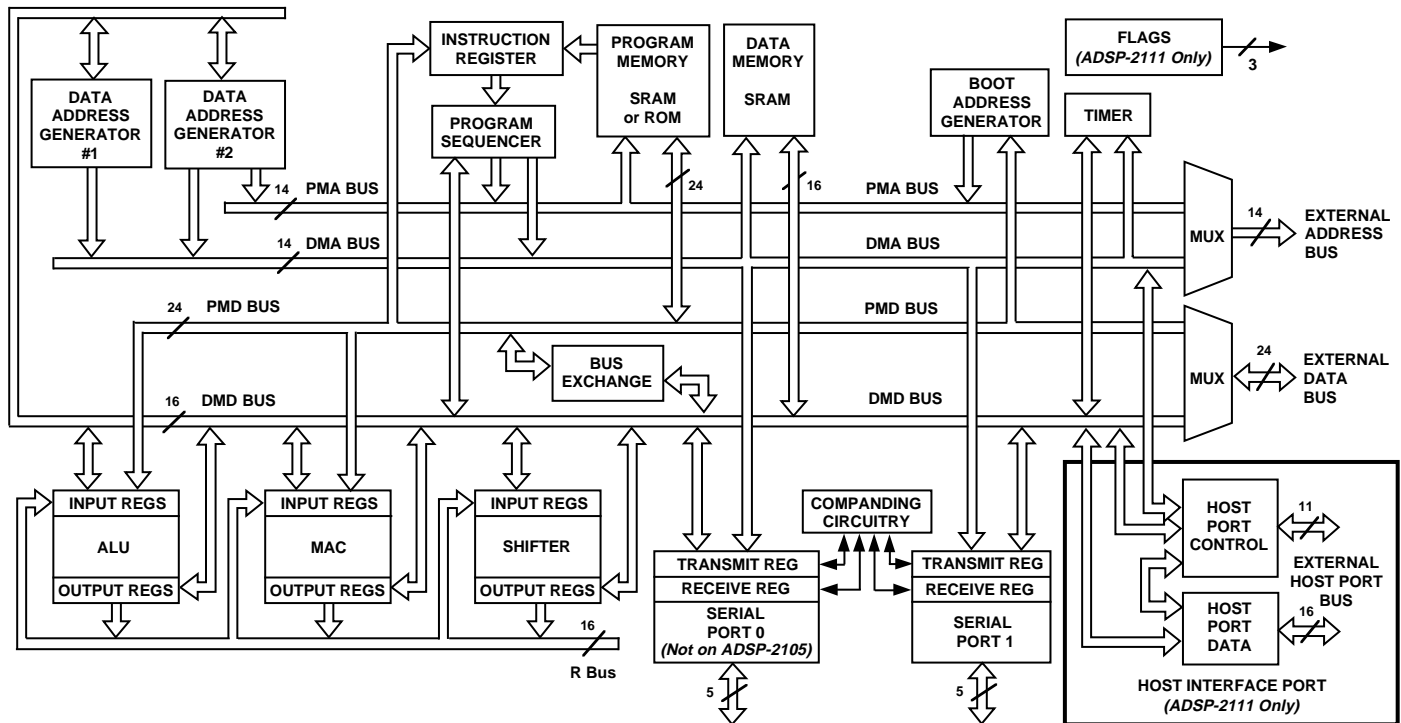 INSTRUCTION
REGISTER
PROGRAM
MEMORY
SRAM
or ROM
DATA
MEMORY
SRAM
FLAGS
(ADSP-2111 Only)
3
DATA
ADDRESS
GENERATOR
#1
DATA
ADDRESS
GENERATOR
#2
PROGRAM
SEQUENCER
BOOT
ADDRESS
GENERATOR
TIMER
14
PMA BUS
24
16
PMA BUS
14
DMA BUS
DMA BUS
MUX
14
EXTERNAL
ADDRESS
BUS
24
PMD BUS
PMD BUS
BUS
EXCHANGE
MUX
24
EXTERNAL
DATA
BUS
16
DMD BUS
DMD BUS
INPUT REGS
ALU
OUTPUT REGS
INPUT REGS
MAC
OUTPUT REGS
INPUT REGS
SHIFTER
OUTPUT REGS
16
R Bus
COMPANDING
CIRCUITRY
TRANSMIT REG
RECEIVE REG
SERIAL
PORT 0
(Not on ADSP-2105)
5
TRANSMIT REG
RECEIVE REG
SERIAL
PORT 1
5
HOST
PORT
CONTROL
11
EXTERNAL
HOST PORT
BUS
HOST
PORT
DATA
16
HOST INTERFACE PORT
(ADSP-2111 Only)